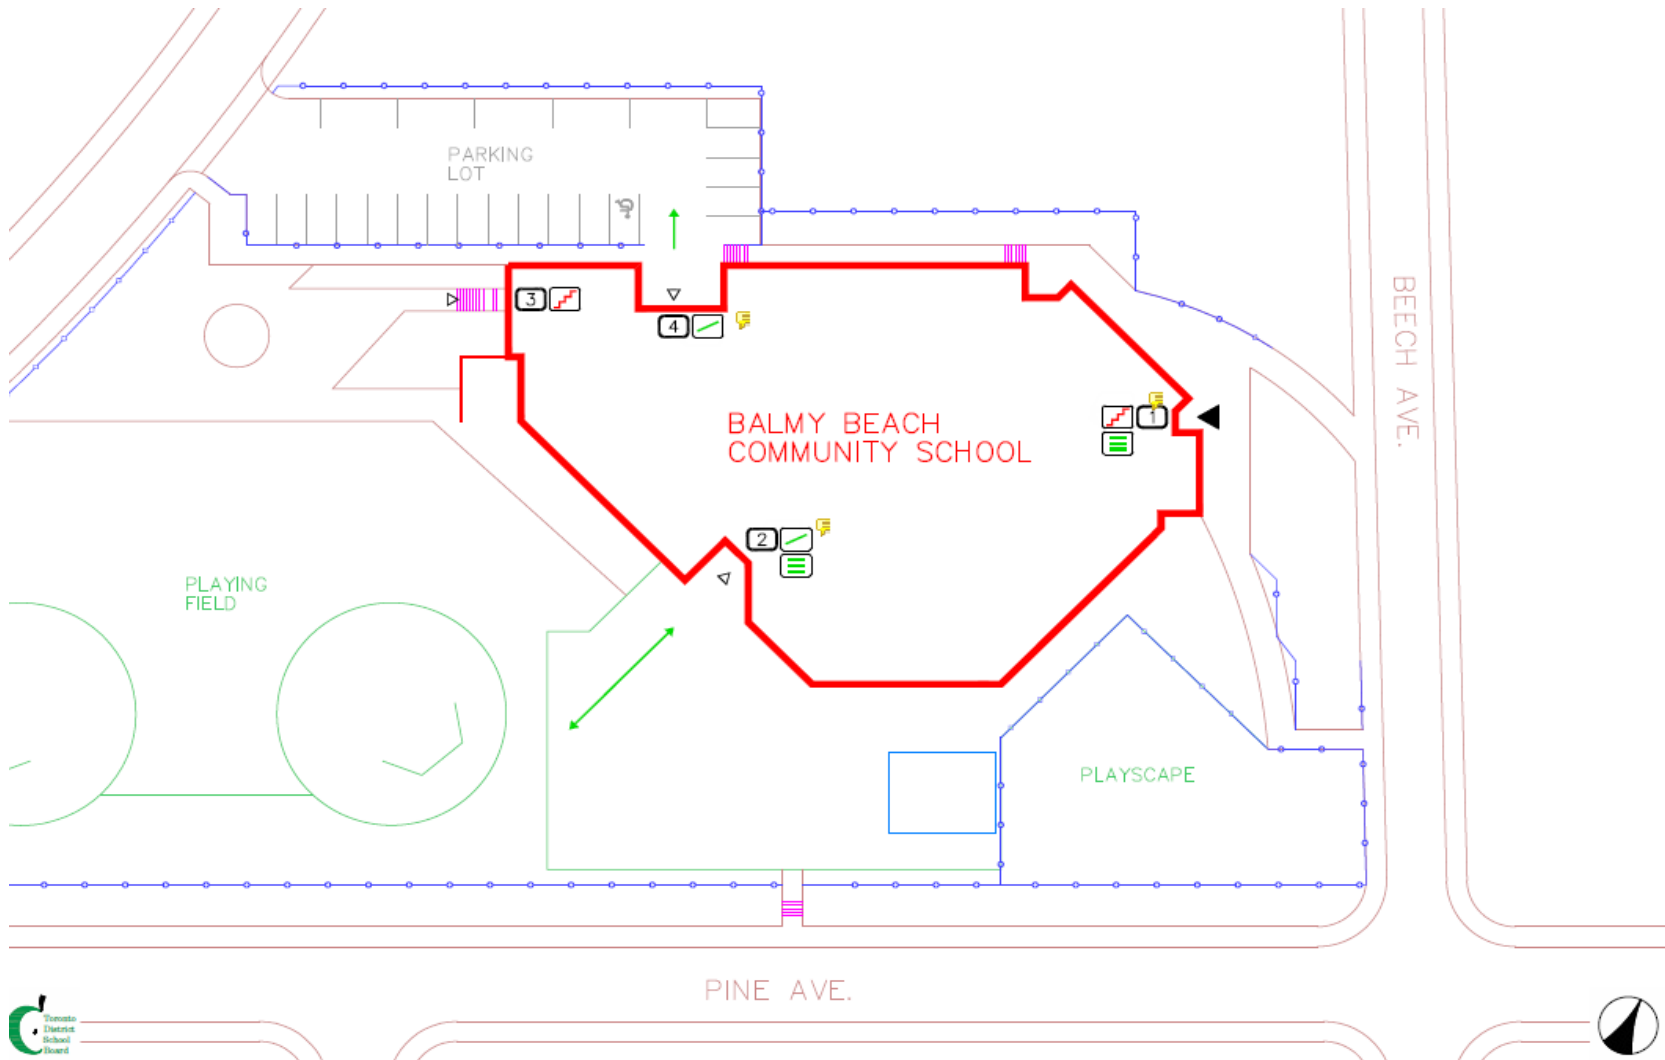 PARKING
LOT
3
4
BEECH AVE.
1
BALMY BEACH
COMMUNITY SCHOOL
2
PLAYING
FIELD
PLAYSCAPE
PINE AVE.
Toronto
District
School
Board